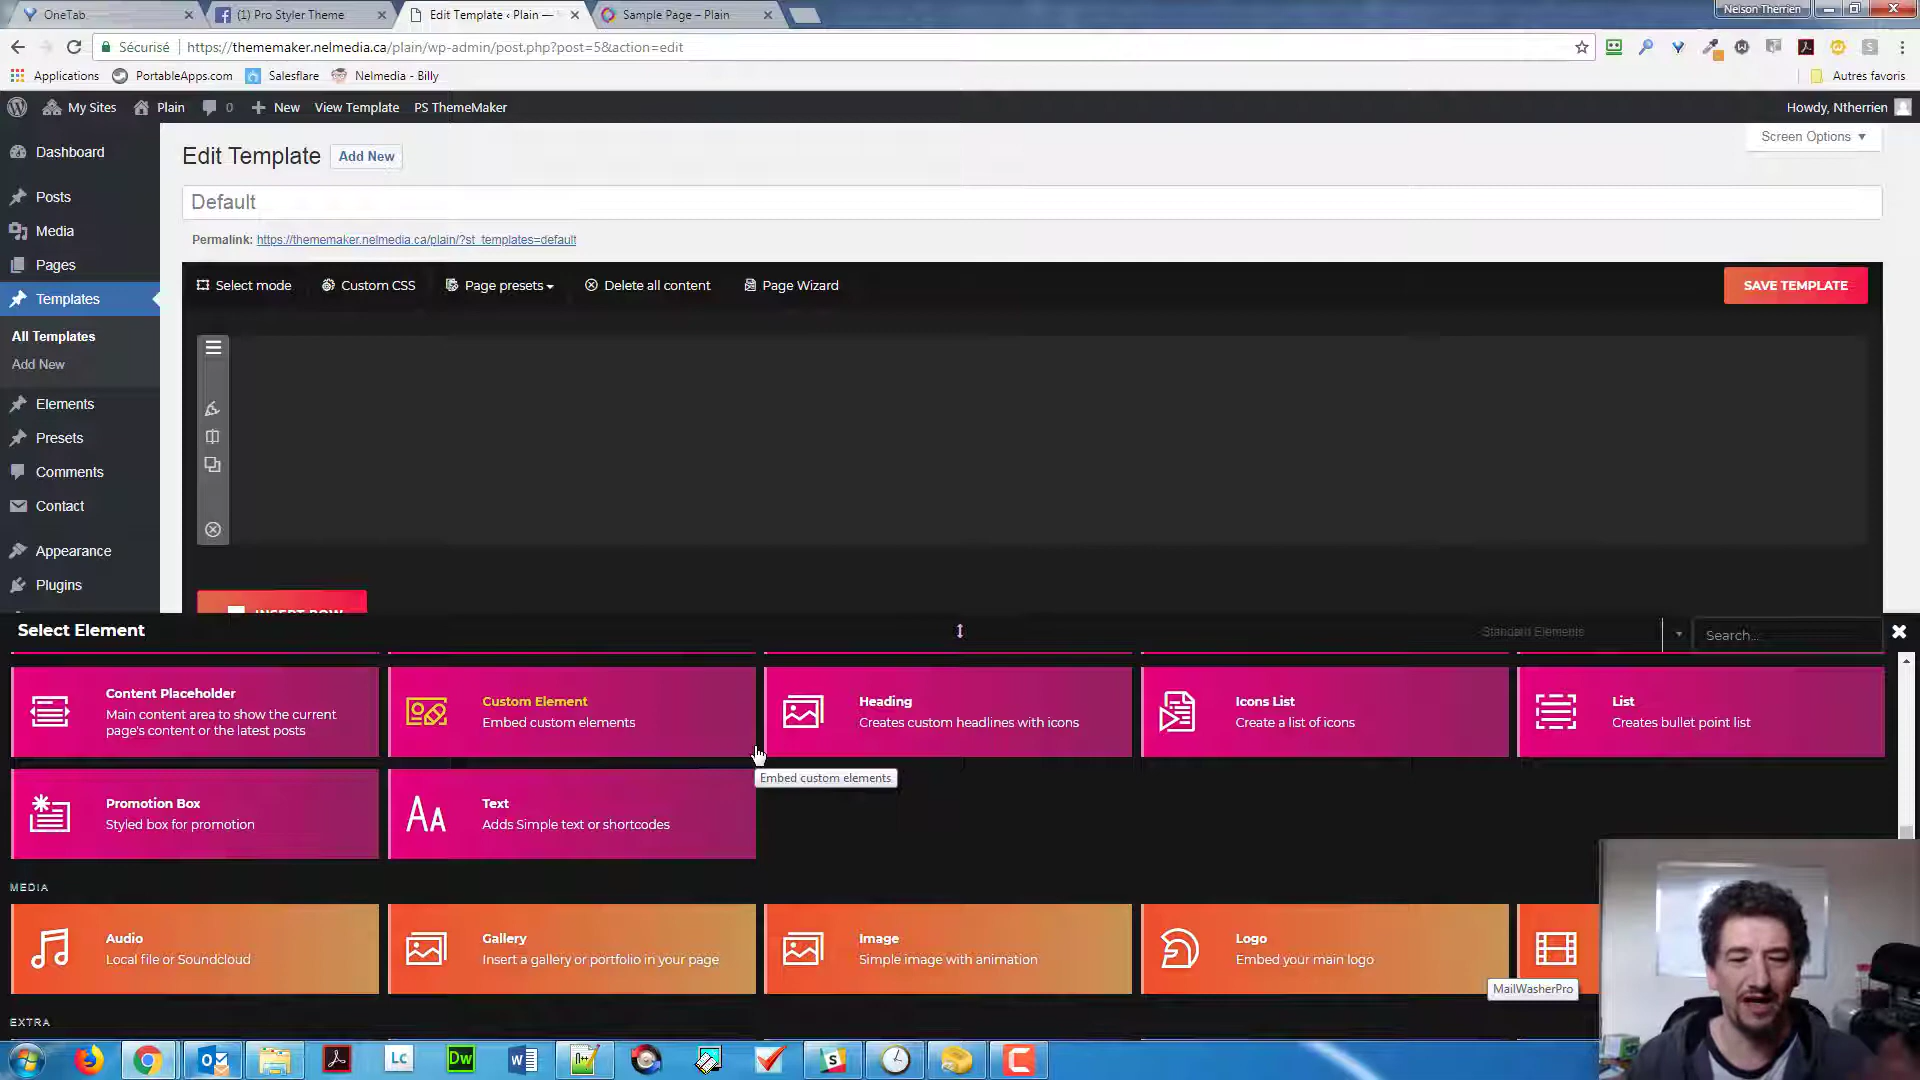 OneTab
(1) Pro Styler Theme
Edit Template ‹ Plain —
Sample Page – Plain
Nelson Therrien
Sécurisé
https://thememaker.nelmedia.ca/plain/wp-admin/post.php?post=5&action=edit
Applications
PortableApps.com
Salesflare
Nelmedia - Billy
Autres favoris
My Sites
Plain
0
New
View Template
PS ThemeMaker
Howdy, Ntherrien
Dashboard
Posts
Media
Pages
Templates
All Templates
Add New
Elements
Presets
Comments
Contact
Appearance
Plugins
Edit Template
Add New
Screen Options
Default
Permalink: https://thememaker.nelmedia.ca/plain/?st_templates=default
Select mode
Custom CSS
Page presets
Delete all content
Page Wizard
SAVE TEMPLATE
INSERT ROW
Select Element
Standard Elements
Search...
Content Placeholder
Main content area to show the current
page's content or the latest posts
Custom Element
Embed custom elements
Heading
Creates custom headlines with icons
Icons List
Create a list of icons
List
Creates bullet point list
Embed custom elements
Promotion Box
Styled box for promotion
Text
Adds Simple text or shortcodes
MEDIA
Audio
Local file or Soundcloud
Gallery
Insert a gallery or portfolio in your page
Image
Simple image with animation
Logo
Embed your main logo
MailWasherPro
EXTRA
Lc
Dw